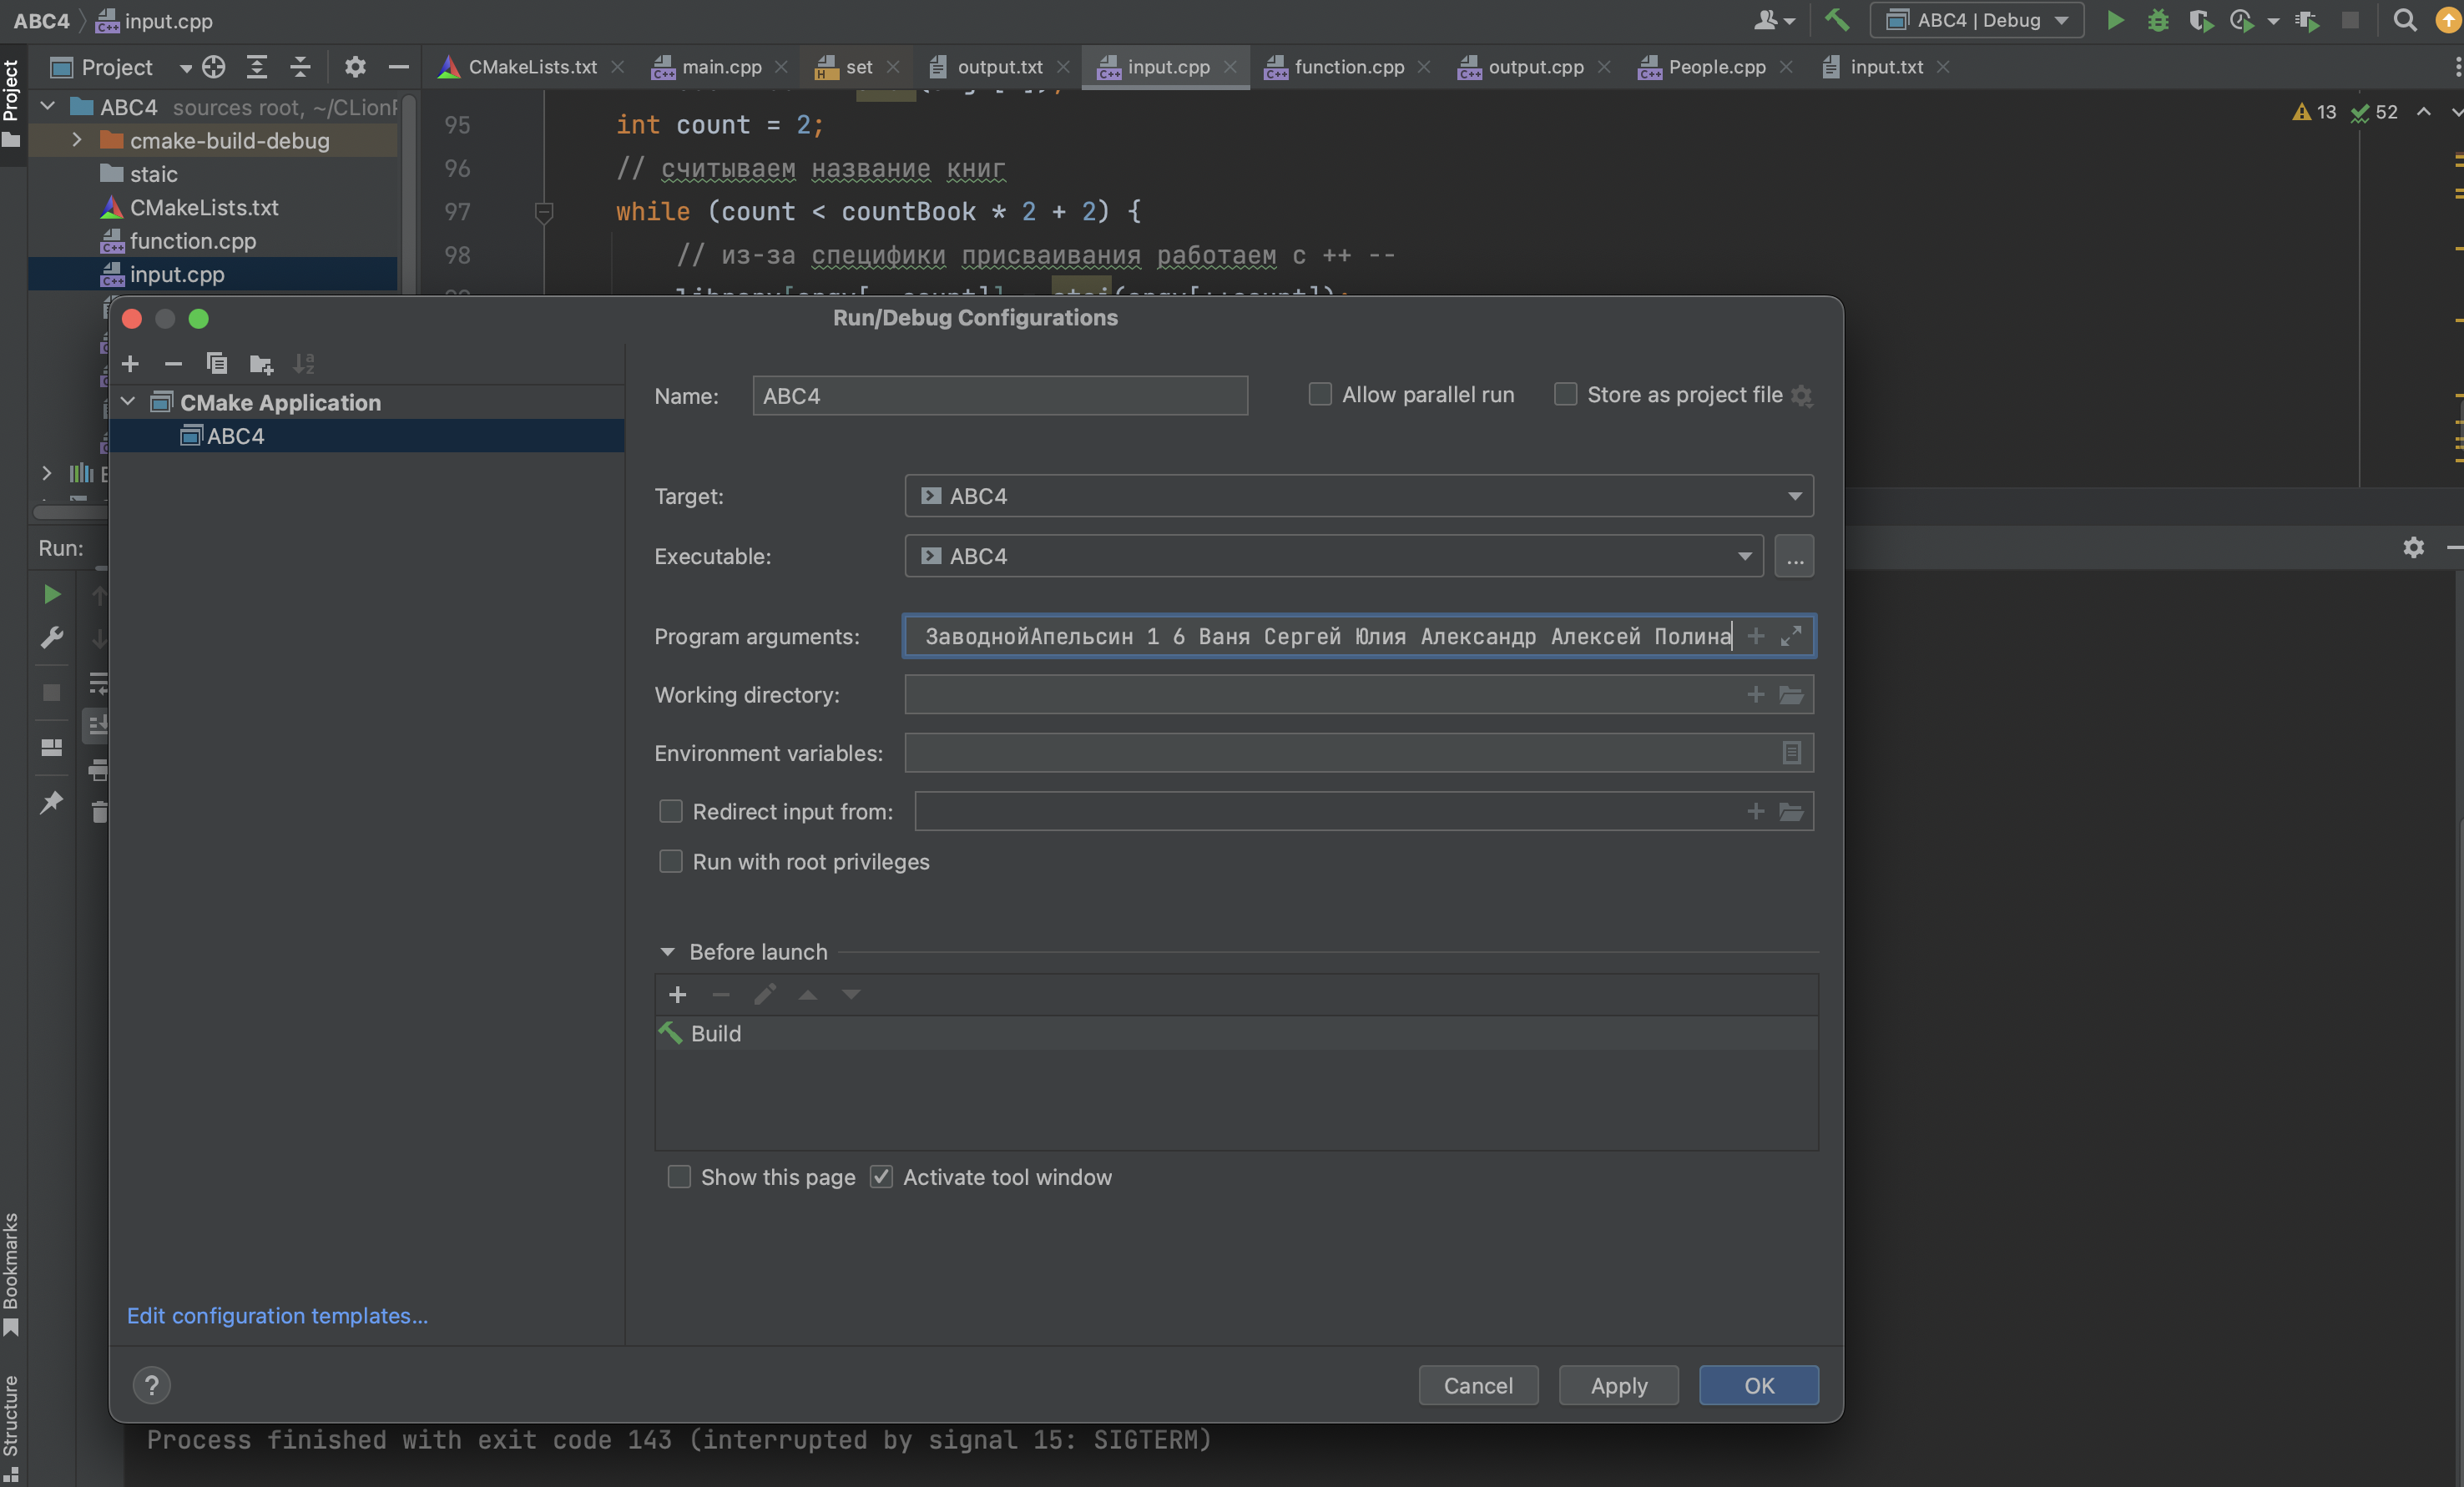 ABC4 input.cpp
ABC4 | Debug
Project
CMakeLists.txt main.cpp set output.txt input.cpp function.cpp output.cpp People.cpp input.txt
Project
ABC4 sources root, ~/CLionP
cmake-build-debug
staic
CMakeLists.txt
function.cpp
input.cpp
95 int count = 2;
96 // считываем название книг
97 while (count < countBook * 2 + 2) {
98 // из-за специфики присваивания работаем с ++ --
13 52
Run/Debug Configurations
CMake Application
ABC4
Name: ABC4
Allow parallel run
Store as project file
Target: ABC4
Executable: ABC4
...
Program arguments: ЗаводнойАпельсин 1 6 Ваня Сергей Юлия Александр Алексей Полина
Working directory:
Environment variables:
Redirect input from:
Run with root privileges
Before launch
Build
Show this page
Activate tool window
Edit configuration templates...
?
Cancel
Apply
OK
Run:
Bookmarks
Structure
Process finished with exit code 143 (interrupted by signal 15: SIGTERM)